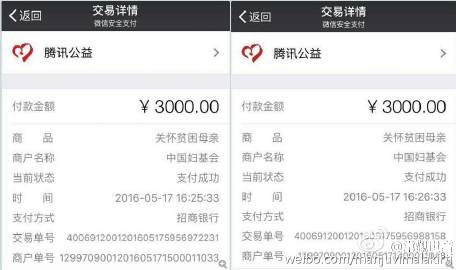 返回
交易详情
微信安全支付
腾讯公益
付款金额
¥ 3000.00
商 品
关怀贫困母亲
商户名称
中国妇基会
当前状态
支付成功
时 间
2016-05-17 16:25:33
支付方式
招商银行
交易单号
4006912001201605175956972231
商户单号
1299709001201605175100011033
返回
交易详情
微信安全支付
腾讯公益
付款金额
¥ 3000.00
商 品
关怀贫困母亲
商户名称
中国妇基会
当前状态
支付成功
时 间
2016-05-17 16:26:33
支付方式
招商银行
交易单号
4006912001201605175956988158
商户单号